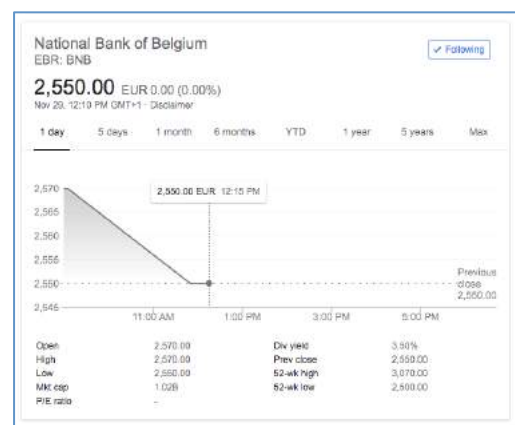 National Bank of Belgium
EBR: BNB
Following
2,550.00 EUR 0.00 (0.00%)
Nov 29, PM GMT+1 · Disclaimer
1 day 5 days 1 month 6 months YTD 1 year 5 years Max
2,550.00 EUR 12:15 PM
2,570
2,565
2,560
2,555
2,550
2,545
Previous
close
2,550.00
11:00 AM 1:00 PM 3:00 PM 5:00 PM
Open 2,570.00
High 2,570.00
Low 2,550.00
Mkt cap 1.02B
P/E ratio -
Div yield 3.50%
Prev close 2,550.00
52-wk high 3,070.00
52-wk low